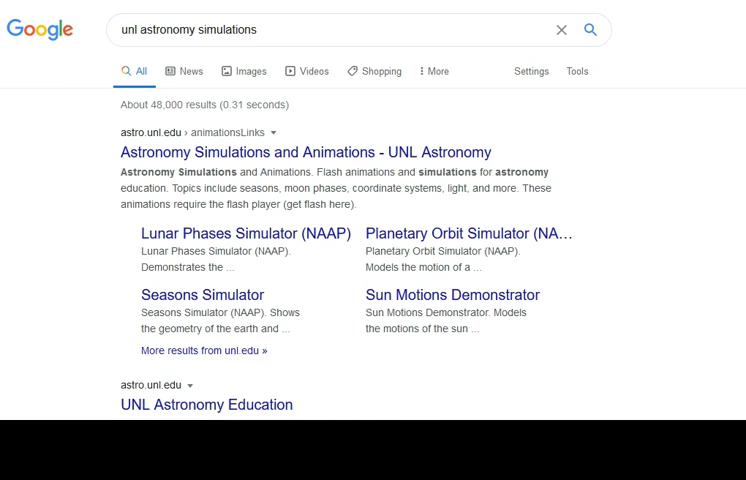 Google
unl astronomy simulations
All News Images Videos Shopping More Settings Tools
About 48,000 results (0.31 seconds)
astro.unl.edu › animationsLinks
Astronomy Simulations and Animations - UNL Astronomy
Astronomy Simulations and Animations. Flash animations and simulations for astronomy
education. Topics include seasons, moon phases, coordinate systems, light, and more. These
animations require the flash player (get flash here).
Lunar Phases Simulator (NAAP)
Lunar Phases Simulator (NAAP).
Demonstrates the ...
Planetary Orbit Simulator (NA...
Planetary Orbit Simulator (NAAP).
Models the motion of a ...
Seasons Simulator
Seasons Simulator (NAAP). Shows
the geometry of the earth and ...
Sun Motions Demonstrator
Sun Motions Demonstrator. Models
the motions of the sun ...
More results from unl.edu »
astro.unl.edu
UNL Astronomy Education